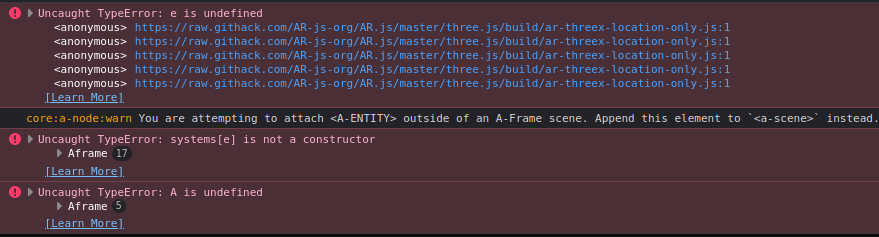 Uncaught TypeError: e is undefined
<anonymous> https://raw.githack.com/AR-js-org/AR.js/master/three.js/build/ar-threex-location-only.js:1
<anonymous> https://raw.githack.com/AR-js-org/AR.js/master/three.js/build/ar-threex-location-only.js:1
<anonymous> https://raw.githack.com/AR-js-org/AR.js/master/three.js/build/ar-threex-location-only.js:1
<anonymous> https://raw.githack.com/AR-js-org/AR.js/master/three.js/build/ar-threex-location-only.js:1
<anonymous> https://raw.githack.com/AR-js-org/AR.js/master/three.js/build/ar-threex-location-only.js:1
[Learn More]
core:a-node:warn You are attempting to attach <A-ENTITY> outside of an A-Frame scene. Append this element to `<a-scene>` instead.
Uncaught TypeError: systems[e] is not a constructor
Aframe 17
[Learn More]
Uncaught TypeError: A is undefined
Aframe 5
[Learn More]